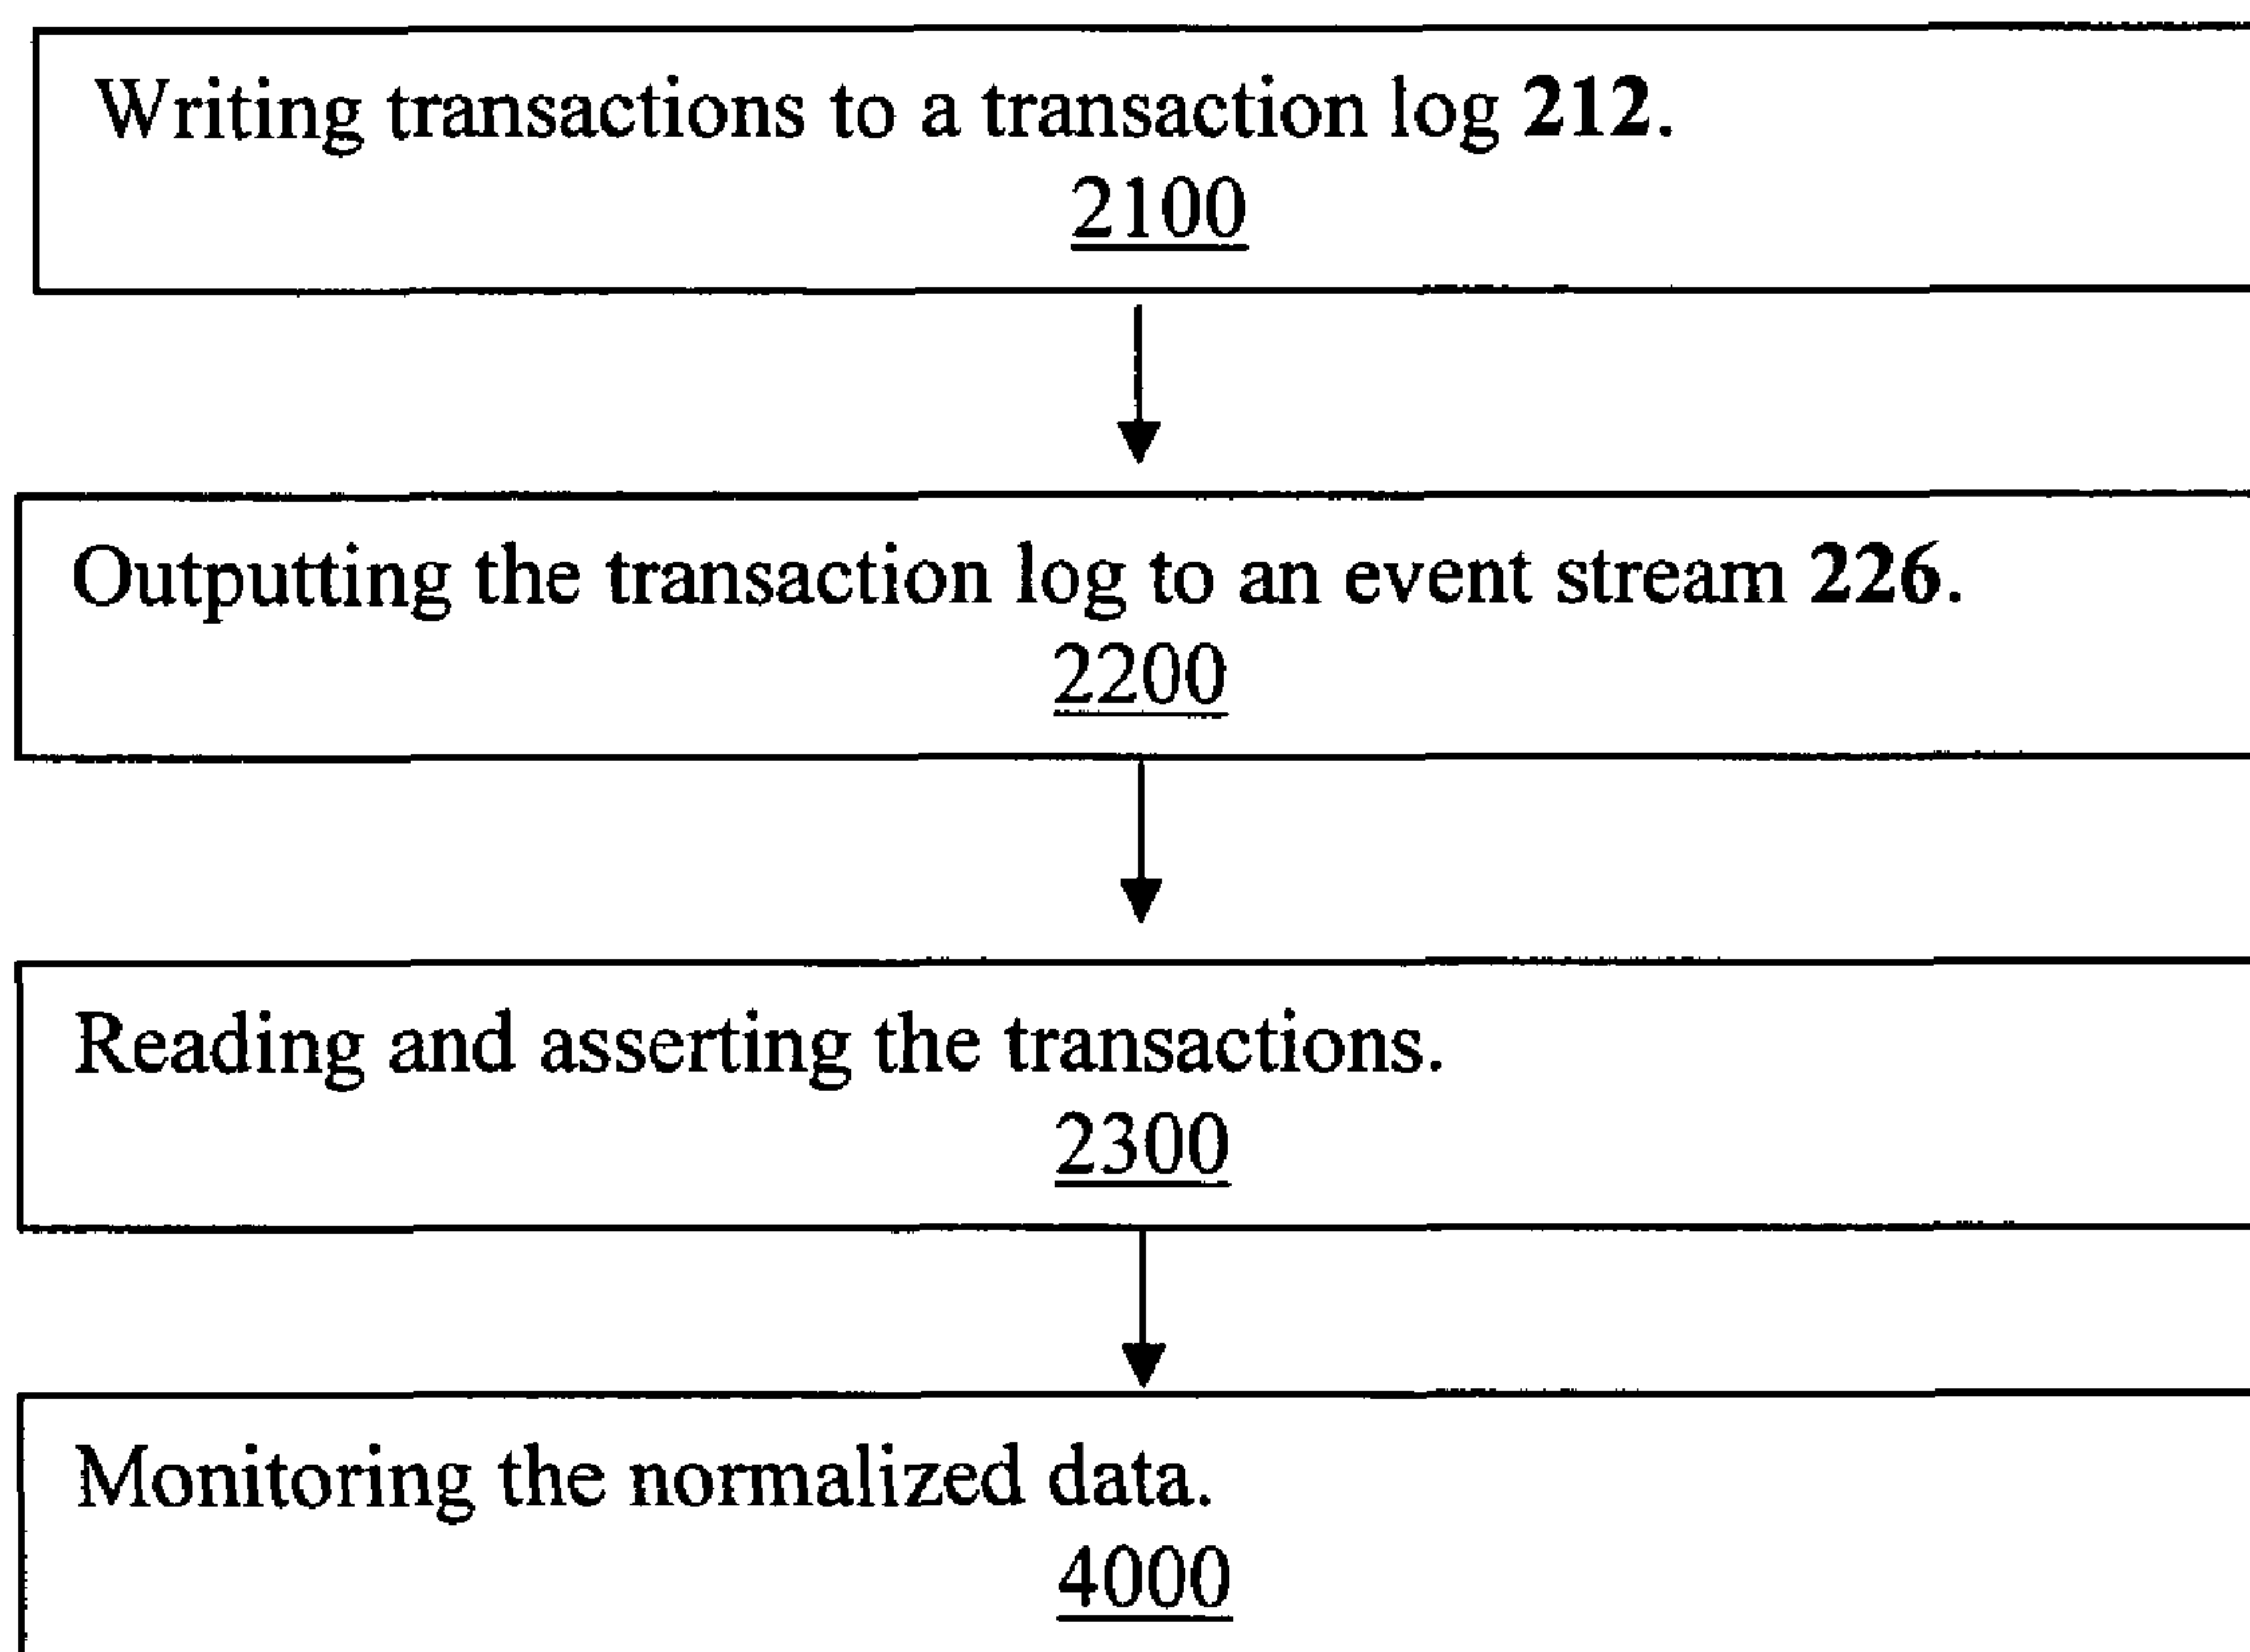 Writing transactions to a transaction log 212.
2100
Outputting the transaction log to an event stream 226.
2200
Reading and asserting the transactions.
2300
Monitoring the normalized data.
4000